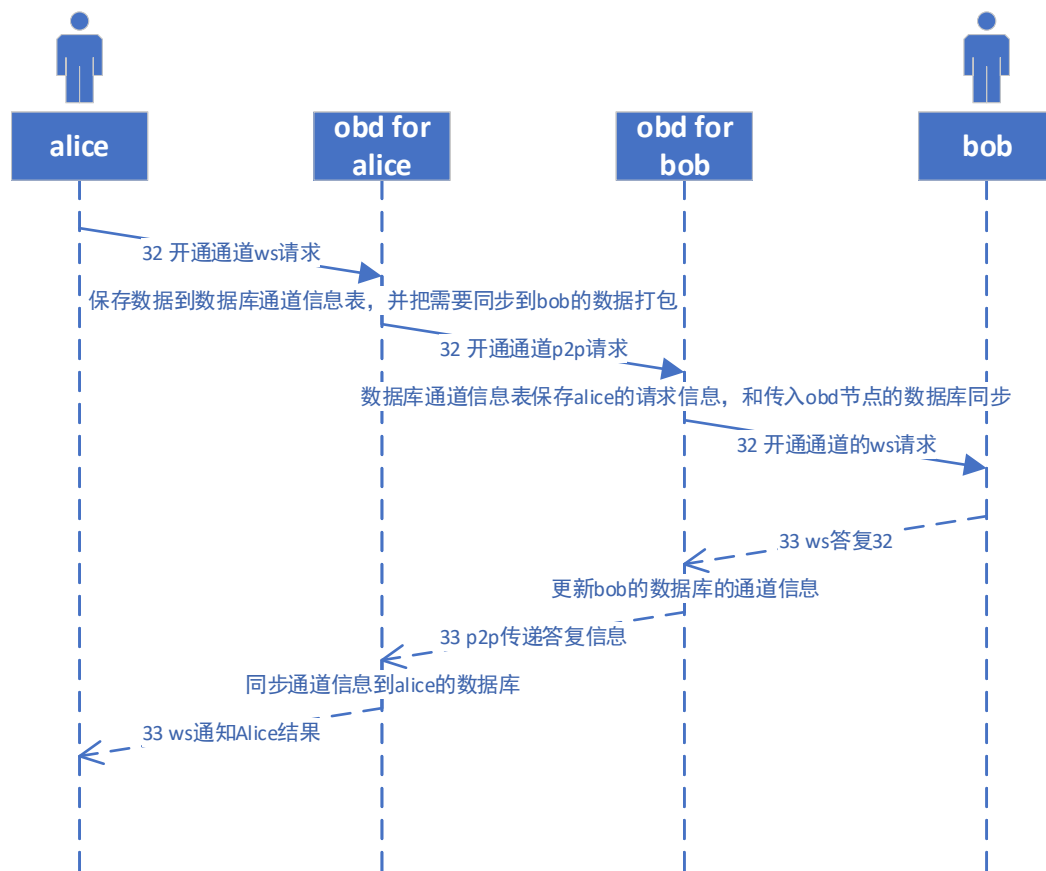 alice
obd for
alice
obd for
bob
bob
32 开通通道ws请求
保存数据到数据库通道信息表，并把需要同步到bob的数据打包
32 开通通道p2p请求
数据库通道信息表保存alice的请求信息，和传入obd节点的数据库同步
32 开通通道的ws请求
33 ws答复32
更新bob的数据库的通道信息
33 p2p传递答复信息
同步通道信息到alice的数据库
33 ws通知Alice结果